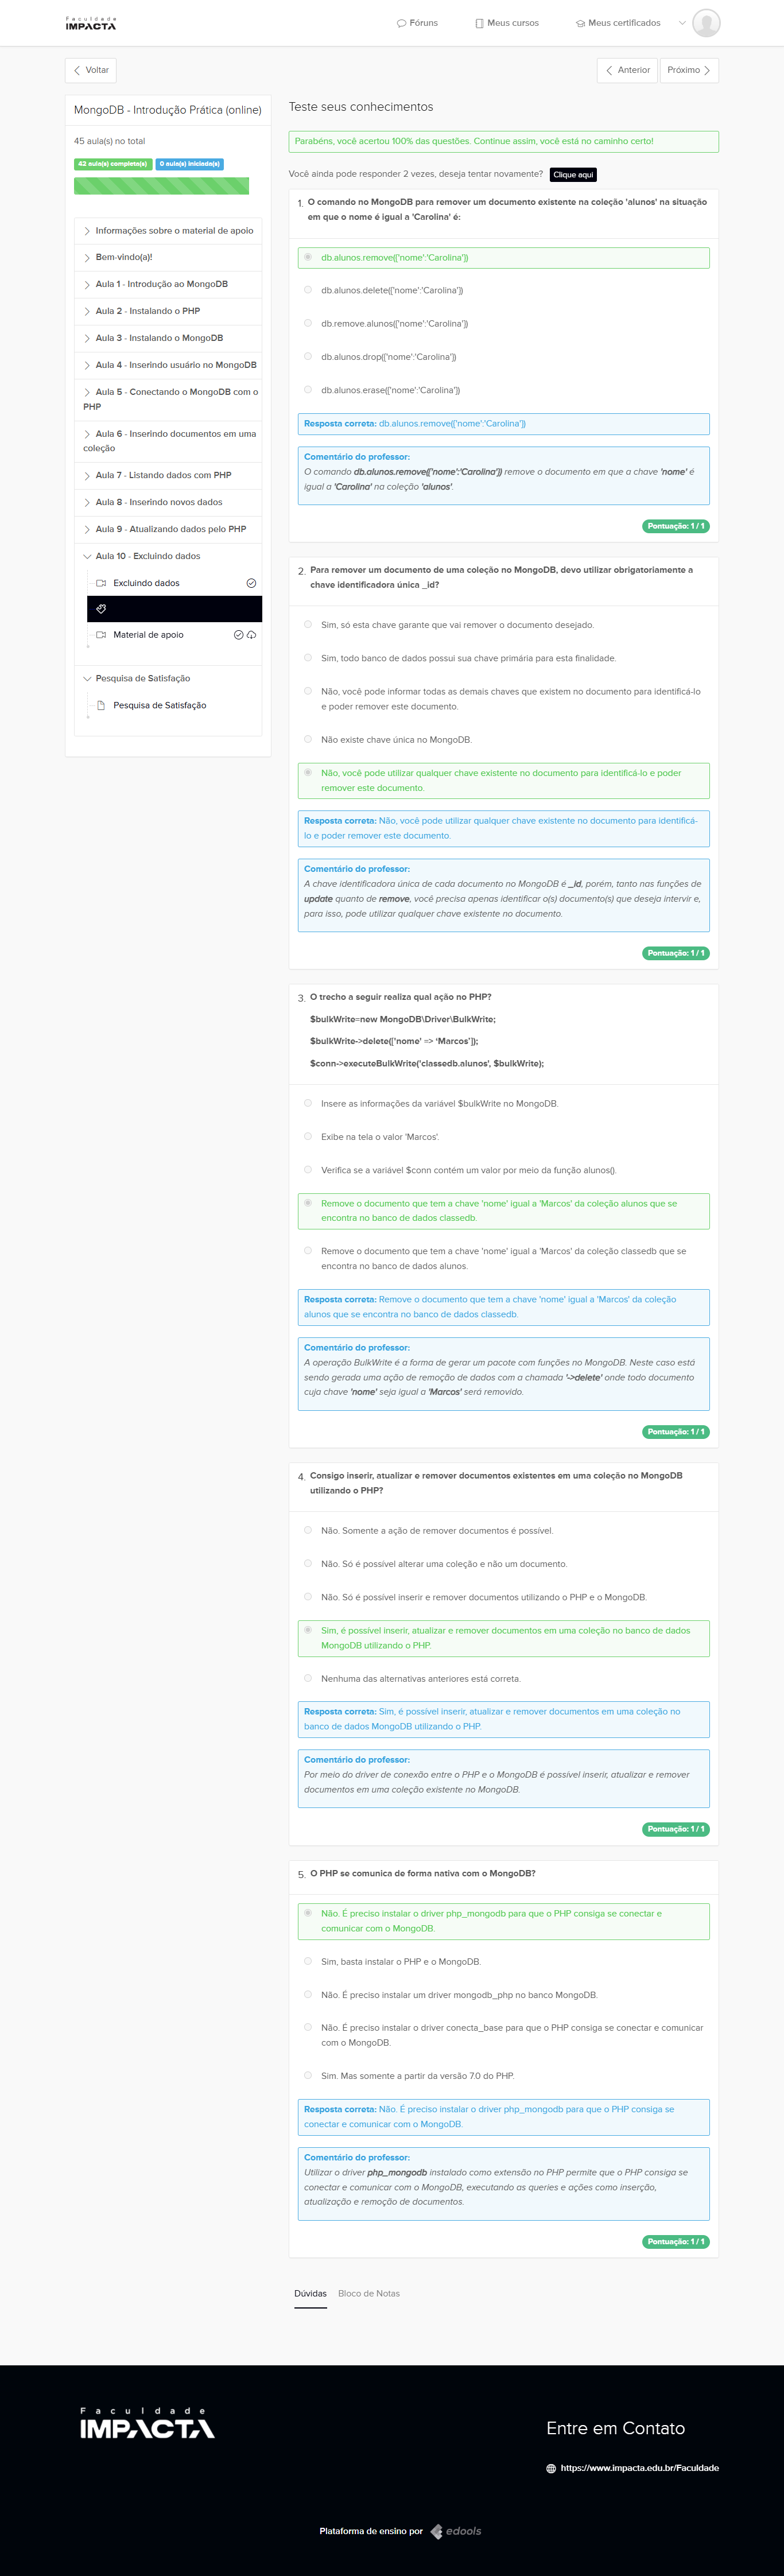 Faculdade
IMPACTA
Fóruns
Meus cursos
Meus certificados
Voltar
Anterior
Próximo
MongoDB - Introdução Prática (online)
45 aula(s) no total
42 aula(s) completa(s)
0 aula(s) iniciada(s)
Informações sobre o material de apoio
Bem-vindo(a)!
Aula 1 - Introdução ao MongoDB
Aula 2 - Instalando o PHP
Aula 3 - Instalando o MongoDB
Aula 4 - Inserindo usuário no MongoDB
Aula 5 - Conectando o MongoDB com o
PHP
Aula 6 - Inserindo documentos em uma
coleção
Aula 7 - Listando dados com PHP
Aula 8 - Inserindo novos dados
Aula 9 - Atualizando dados pelo PHP
Aula 10 - Excluindo dados
Excluindo dados
Material de apoio
Pesquisa de Satisfação
Pesquisa de Satisfação
Teste seus conhecimentos
Parabéns, você acertou 100% das questões. Continue assim, você está no caminho certo!
Você ainda pode responder 2 vezes, deseja tentar novamente? Clique aqui
1. O comando no MongoDB para remover um documento existente na coleção 'alunos' na situação
em que o nome é igual a 'Carolina' é:
db.alunos.remove({'nome':'Carolina'})
db.alunos.delete({'nome':'Carolina'})
db.remove.alunos({'nome':'Carolina'})
db.alunos.drop({'nome':'Carolina'})
db.alunos.erase({'nome':'Carolina'})
Resposta correta: db.alunos.remove({'nome':'Carolina'})
Comentário do professor:
O comando db.alunos.remove({'nome':'Carolina'}) remove o documento em que a chave 'nome' é
igual a 'Carolina' na coleção 'alunos'.
Pontuação: 1 / 1
2. Para remover um documento de uma coleção no MongoDB, devo utilizar obrigatoriamente a
chave identificadora única _id?
Sim, só esta chave garante que vai remover o documento desejado.
Sim, todo banco de dados possui sua chave primária para esta finalidade.
Não, você pode informar todas as demais chaves que existem no documento para identificá-lo
e poder remover este documento.
Não existe chave única no MongoDB.
Não, você pode utilizar qualquer chave existente no documento para identificá-lo e poder
remover este documento.
Resposta correta: Não, você pode utilizar qualquer chave existente no documento para identificá-
lo e poder remover este documento.
Comentário do professor:
A chave identificadora única de cada documento no MongoDB é _id, porém, tanto nas funções de
update quanto de remove, você precisa apenas identificar o(s) documento(s) que deseja intervir e,
para isso, pode utilizar qualquer chave existente no documento.
Pontuação: 1 / 1
3. O trecho a seguir realiza qual ação no PHP?
$bulkWrite=new MongoDB\Driver\BulkWrite;
$bulkWrite->delete(['nome' => ‘Marcos’]);
$conn->executeBulkWrite('classedb.alunos', $bulkWrite);
Insere as informações da variável $bulkWrite no MongoDB.
Exibe na tela o valor 'Marcos'.
Verifica se a variável $conn contém um valor por meio da função alunos().
Remove o documento que tem a chave 'nome' igual a 'Marcos' da coleção alunos que se
encontra no banco de dados classedb.
Remove o documento que tem a chave 'nome' igual a 'Marcos' da coleção classedb que se
encontra no banco de dados alunos.
Resposta correta: Remove o documento que tem a chave 'nome' igual a 'Marcos' da coleção
alunos que se encontra no banco de dados classedb.
Comentário do professor:
A operação BulkWrite é a forma de gerar um pacote com funções no MongoDB. Neste caso está
sendo gerada uma ação de remoção de dados com a chamada '->delete' onde todo documento
cuja chave 'nome' seja igual a 'Marcos' será removido.
Pontuação: 1 / 1
4. Consigo inserir, atualizar e remover documentos existentes em uma coleção no MongoDB
utilizando o PHP?
Não. Somente a ação de remover documentos é possível.
Não. Só é possível alterar uma coleção e não um documento.
Não. Só é possível inserir e remover documentos utilizando o PHP e o MongoDB.
Sim, é possível inserir, atualizar e remover documentos em uma coleção no banco de dados
MongoDB utilizando o PHP.
Nenhuma das alternativas anteriores está correta.
Resposta correta: Sim, é possível inserir, atualizar e remover documentos em uma coleção no
banco de dados MongoDB utilizando o PHP.
Comentário do professor:
Por meio do driver de conexão entre o PHP e o MongoDB é possível inserir, atualizar e remover
documentos em uma coleção existente no MongoDB.
Pontuação: 1 / 1
5. O PHP se comunica de forma nativa com o MongoDB?
Não. É preciso instalar o driver php_mongodb para que o PHP consiga se conectar e
comunicar com o MongoDB.
Sim, basta instalar o PHP e o MongoDB.
Não. É preciso instalar um driver mongodb_php no banco MongoDB.
Não. É preciso instalar o driver conecta_base para que o PHP consiga se conectar e comunicar
com o MongoDB.
Sim. Mas somente a partir da versão 7.0 do PHP.
Resposta correta: Não. É preciso instalar o driver php_mongodb para que o PHP consiga se
conectar e comunicar com o MongoDB.
Comentário do professor:
Utilizar o driver php_mongodb instalado como extensão no PHP permite que o PHP consiga se
conectar e comunicar com o MongoDB, executando as queries e ações como inserção,
atualização e remoção de documentos.
Pontuação: 1 / 1
Dúvidas
Bloco de Notas
Faculdade
IMPACTA
Entre em Contato
https://www.impacta.edu.br/Faculdade
Plataforma de ensino por edools